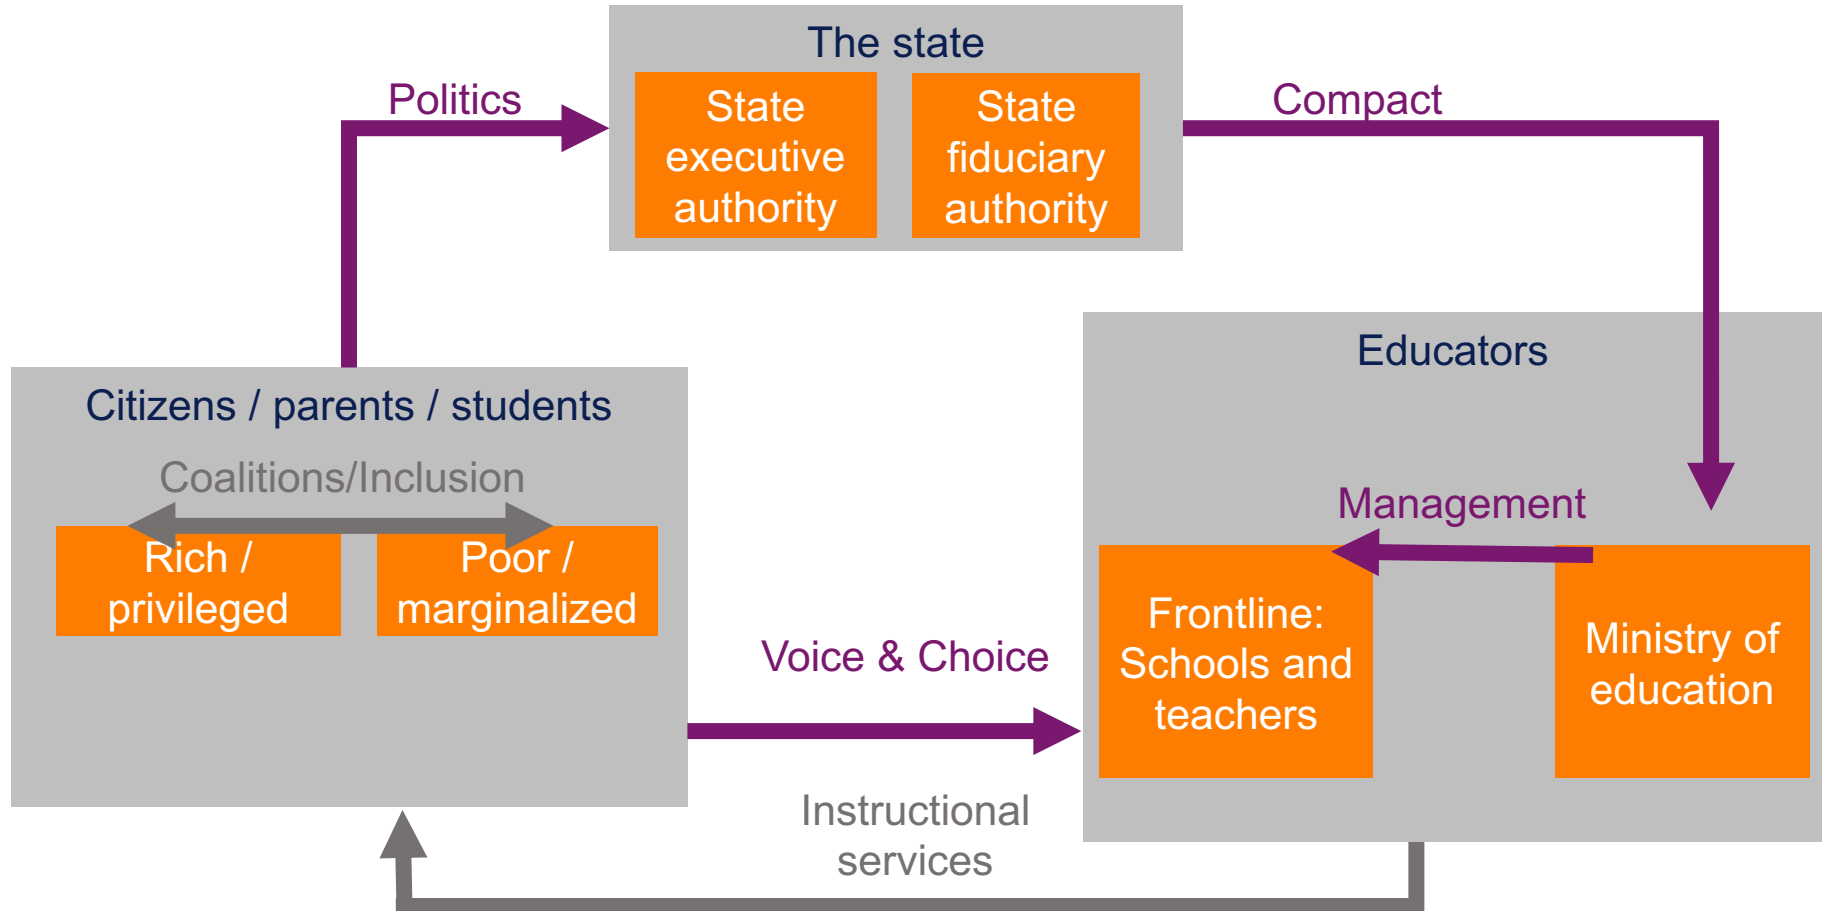 The state
Politics
State
executive
authority
State
fiduciary
authority
Compact
Citizens / parents / students
Coalitions/Inclusion
Rich /
privileged
Poor /
marginalized
Educators
Management
Frontline:
Schools and
teachers
Ministry of
education
Voice & Choice
Instructional
services